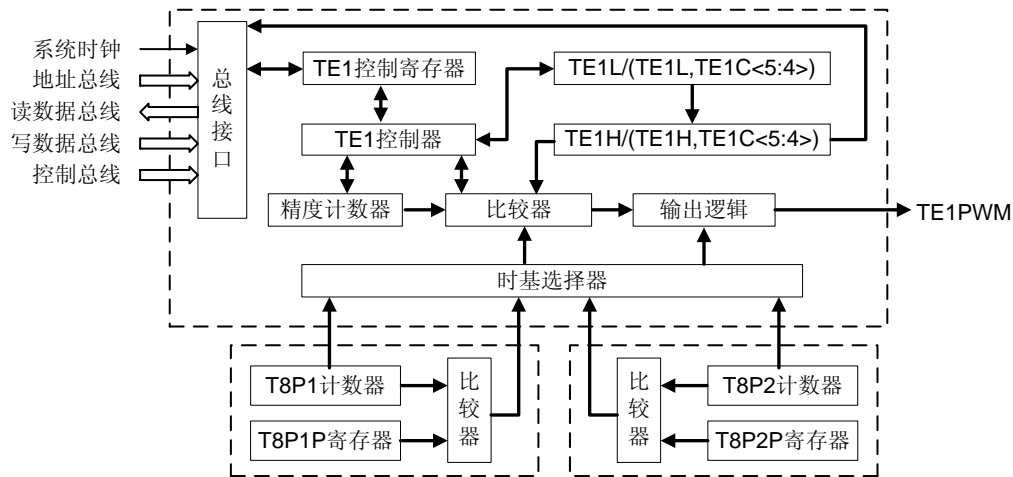 系统时钟
地址总线
读数据总线
写数据总线
控制总线
总线接口
TE1控制寄存器
TE1L/(TE1L,TE1C<5:4>)
TE1控制器
TE1H/(TE1H,TE1C<5:4>)
精度计数器
比较器
输出逻辑
TE1PWM
时基选择器
T8P1计数器
比较器
T8P1P寄存器
比较器
T8P2计数器
T8P2P寄存器